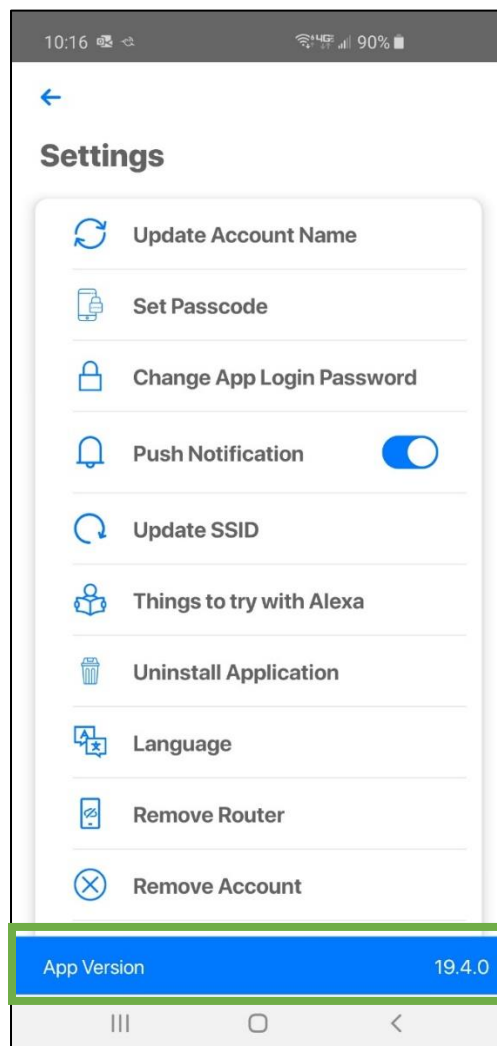 10:16 4GE 90%
Settings
Update Account Name
Set Passcode
Change App Login Password
Push Notification
Update SSID
Things to try with Alexa
Uninstall Application
Language
Remove Router
Remove Account
App Version 19.4.0